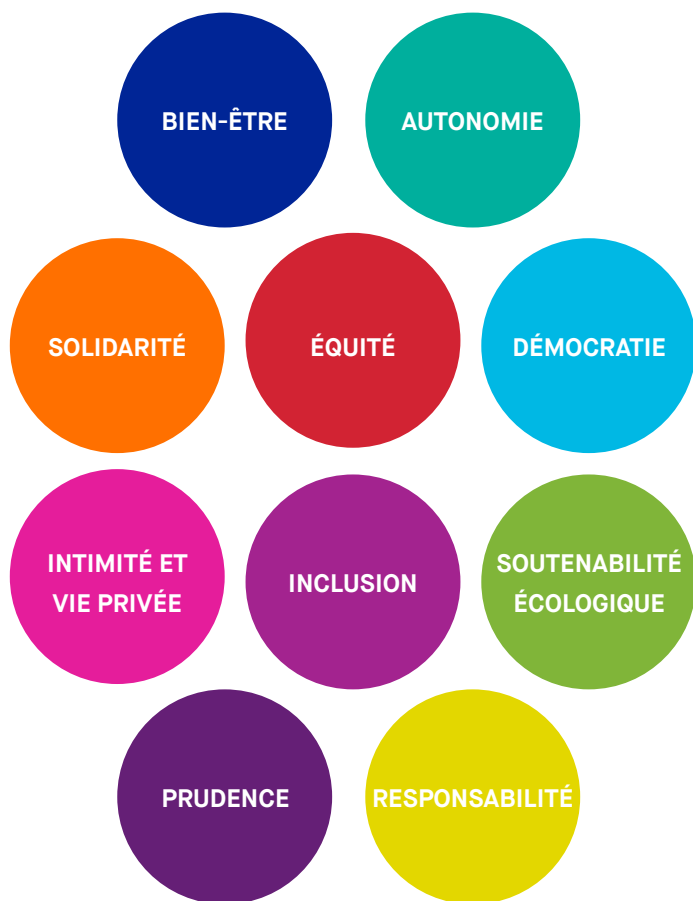 BIEN-ÊTRE
AUTONOMIE
SOLIDARITÉ
ÉQUITÉ
DÉMOCRATIE
INTIMITÉ ET
VIE PRIVÉE
INCLUSION
SOUTENABILITÉ
ÉCOLOGIQUE
PRUDENCE
RESPONSABILITÉ